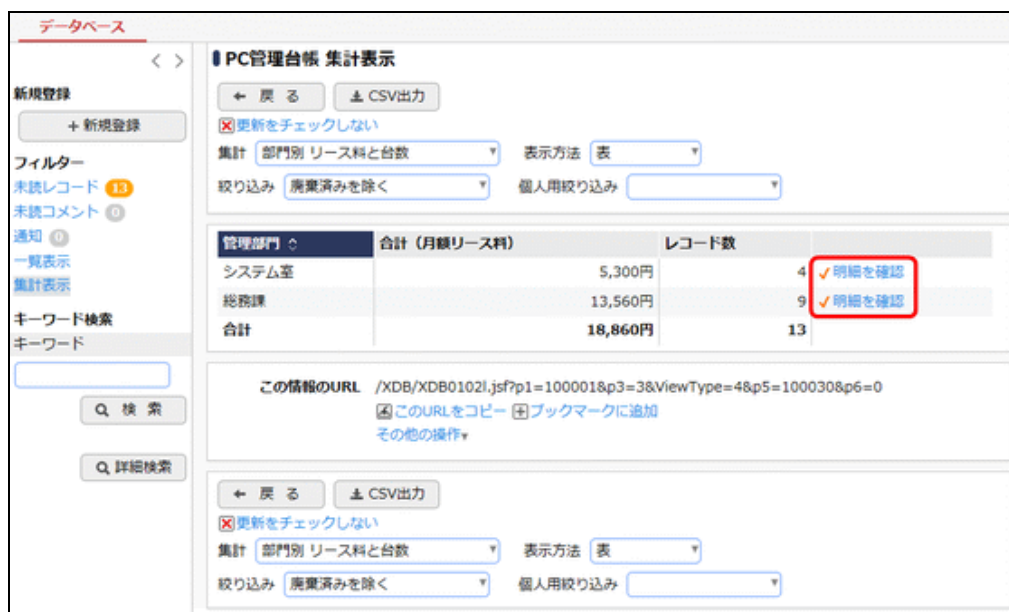 データベース
新規登録
+ 新規登録
フィルター
未読レコード 13
未読コメント 0
通知 0
一覧表示
集計表示
キーワード検索
キーワード
検 索
詳細検索
PC管理台帳 集計表示
← 戻 る CSV出力
更新をチェックしない
集計 部門別 リース料と台数 表示方法 表
絞り込み 廃棄済みを除く 個人用絞り込み
管理部門 合計（月額リース料） レコード数
システム室 5,300円 4 明細を確認
総務課 13,560円 9 明細を確認
合計 18,860円 13
この情報のURL /XDB/XDB0102l.jsf?p1=100001&p3=3&ViewType=4&p5=100030&p6=0
このURLをコピー ブックマークに追加
その他の操作▾
← 戻 る CSV出力
更新をチェックしない
集計 部門別 リース料と台数 表示方法 表
絞り込み 廃棄済みを除く 個人用絞り込み